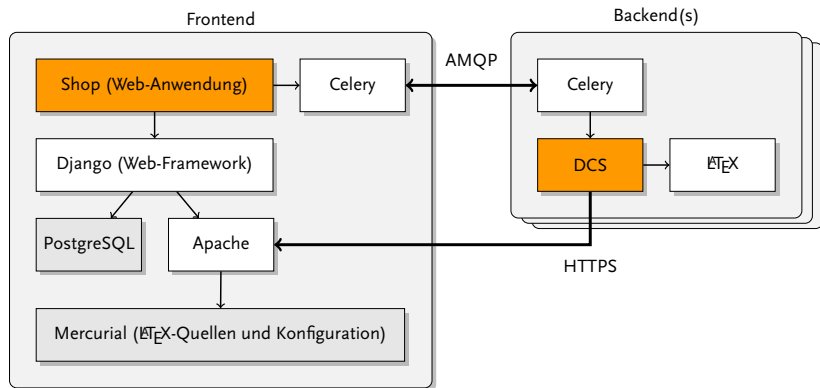 Frontend
Backend(s)
Shop (Web-Anwendung)
Celery
AMQP
Celery
Django (Web-Framework)
DCS
LATEX
PostgreSQL
Apache
HTTPS
Mercurial (LATEX-Quellen und Konfiguration)